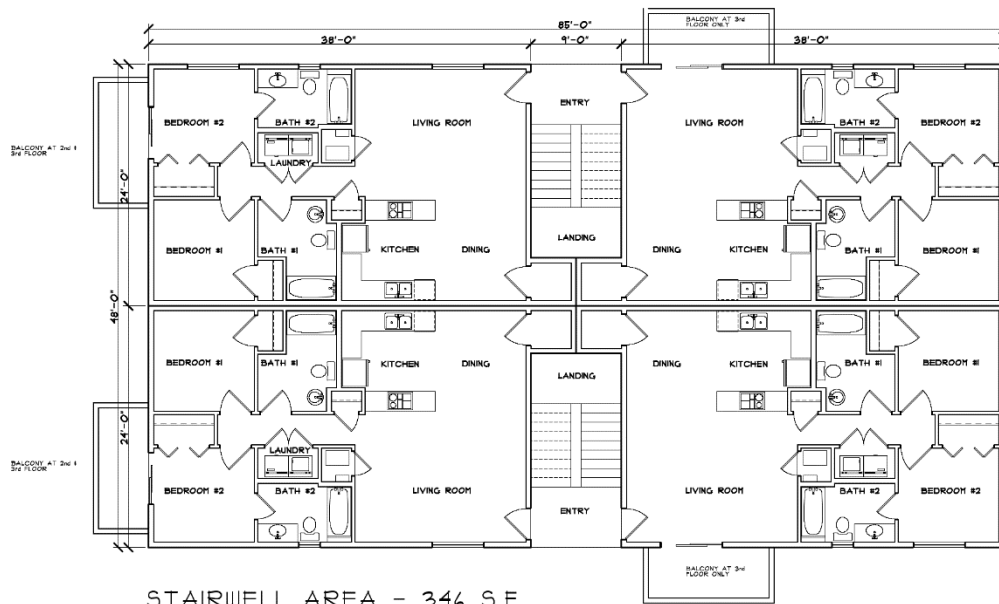 BALCONY AT 3rd
FLOOR ONLY
85'-0"
38'-0" 9'-0" 38'-0"
ENTRY
BEDROOM #2 BATH #2 LIVING ROOM LIVING ROOM BATH #2 BEDROOM #2
BALCONY AT 2nd &
3rd FLOOR
LAUNDRY
24'-0"
LANDING
BEDROOM #1 BATH #1 KITCHEN DINING DINING KITCHEN BATH #1 BEDROOM #1
48'-0"
BEDROOM #1 BATH #1 KITCHEN DINING DINING KITCHEN BATH #1 BEDROOM #1
LANDING
24'-0"
LAUNDRY
BALCONY AT 2nd &
3rd FLOOR
BEDROOM #2 BATH #2 LIVING ROOM LIVING ROOM BATH #2 BEDROOM #2
ENTRY
BALCONY AT 3rd
FLOOR ONLY
STAIRWELL AREA - 346 S.F.